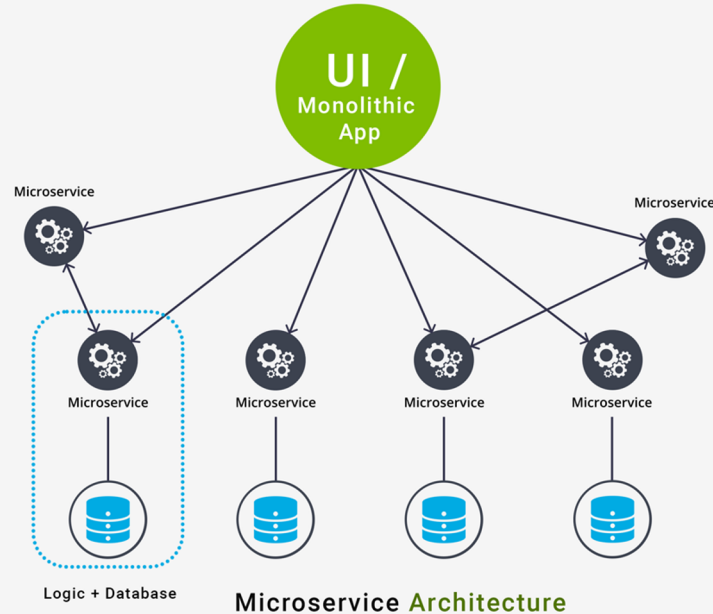 UI /
Monolithic
App
Microservice
Microservice
Microservice
Microservice
Microservice
Microservice
Logic + Database
Microservice Architecture